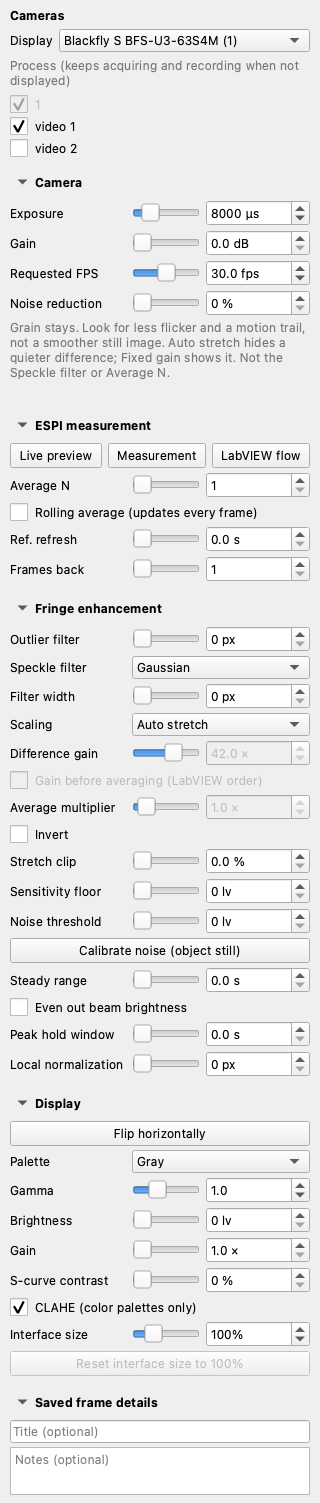 Cameras
Display Blackfly S BFS-U3-63S4M (1)
Process (keeps acquiring and recording when not
displayed)
1
video 1
video 2
Camera
Exposure 8000 µs
Gain 0.0 dB
Requested FPS 30.0 fps
Noise reduction 0 %
Grain stays. Look for less flicker and a motion trail,
not a smoother still image. Auto stretch hides a
quieter difference; Fixed gain shows it. Not the
Speckle filter or Average N.
ESPI measurement
Live preview Measurement LabVIEW flow
Average N 1
Rolling average (updates every frame)
Ref. refresh 0.0 s
Frames back 1
Fringe enhancement
Outlier filter 0 px
Speckle filter Gaussian
Filter width 0 px
Scaling Auto stretch
Difference gain 42.0 ×
Gain before averaging (LabVIEW order)
Average multiplier 1.0 ×
Invert
Stretch clip 0.0 %
Sensitivity floor 0 lv
Noise threshold 0 lv
Calibrate noise (object still)
Steady range 0.0 s
Even out beam brightness
Peak hold window 0.0 s
Local normalization 0 px
Display
Flip horizontally
Palette Gray
Gamma 1.0
Brightness 0 lv
Gain 1.0 ×
S-curve contrast 0 %
CLAHE (color palettes only)
Interface size 100%
Reset interface size to 100%
Saved frame details
Title (optional)
Notes (optional)